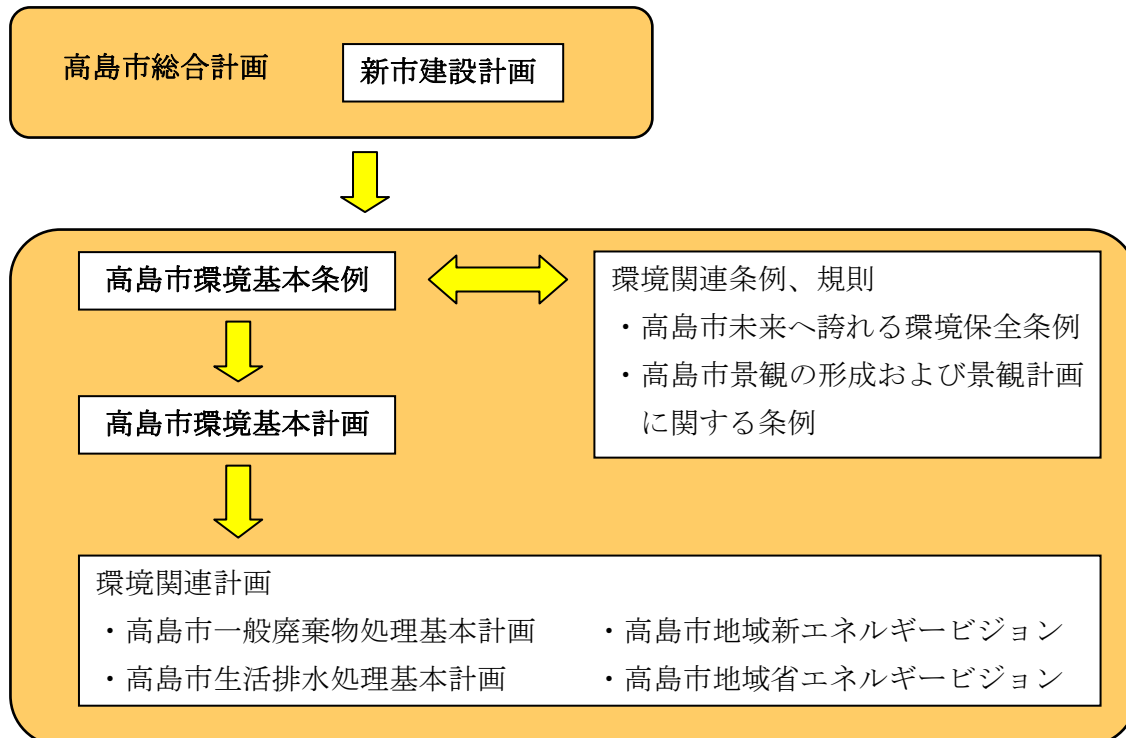 高島市総合計画
新市建設計画
高島市環境基本条例
環境関連条例、規則
・高島市未来へ誇れる環境保全条例
・高島市景観の形成および景観計画
に関する条例
高島市環境基本計画
環境関連計画
・高島市一般廃棄物処理基本計画
・高島市地域新エネルギービジョン
・高島市生活排水処理基本計画
・高島市地域省エネルギービジョン